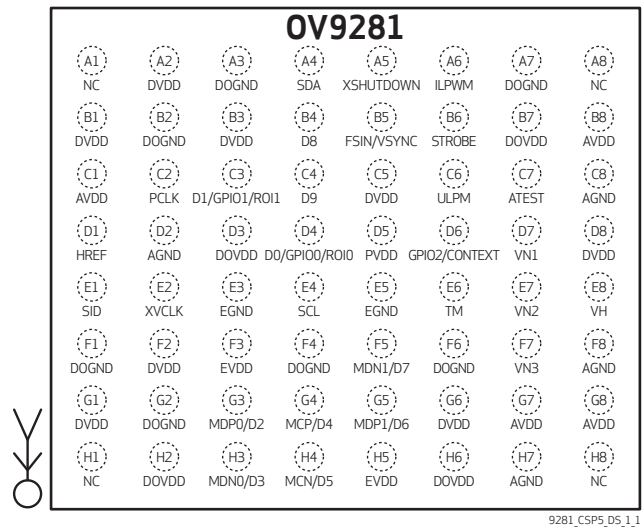 OV9281
A1 A2 A3 A4 A5 A6 A7 A8
NC DVDD DOGND SDA XSHUTDOWN ILPWM DOGND NC
B1 B2 B3 B4 B5 B6 B7 B8
DVDD DOGND DVDD D8 FSIN/VSYNC STROBE DOVDD AVDD
C1 C2 C3 C4 C5 C6 C7 C8
AVDD PCLK D1/GPIO1/ROI1 D9 DVDD ULPM ATEST AGND
D1 D2 D3 D4 D5 D6 D7 D8
HREF AGND DOVDD D0/GPIO0/ROI0 PVDD GPIO2/CONTEXT VN1 DVDD
E1 E2 E3 E4 E5 E6 E7 E8
SID XVCLK EGND SCL EGND TM VN2 VH
F1 F2 F3 F4 F5 F6 F7 F8
DOGND DVDD EVDD DOGND MDN1/D7 DOGND VN3 AGND
G1 G2 G3 G4 G5 G6 G7 G8
DVDD DOGND MDP0/D2 MCP/D4 MDP1/D6 DVDD AVDD AVDD
H1 H2 H3 H4 H5 H6 H7 H8
NC DOVDD MDN0/D3 MCN/D5 EVDD DOVDD AGND NC
9281_CSP5_DS_1_1